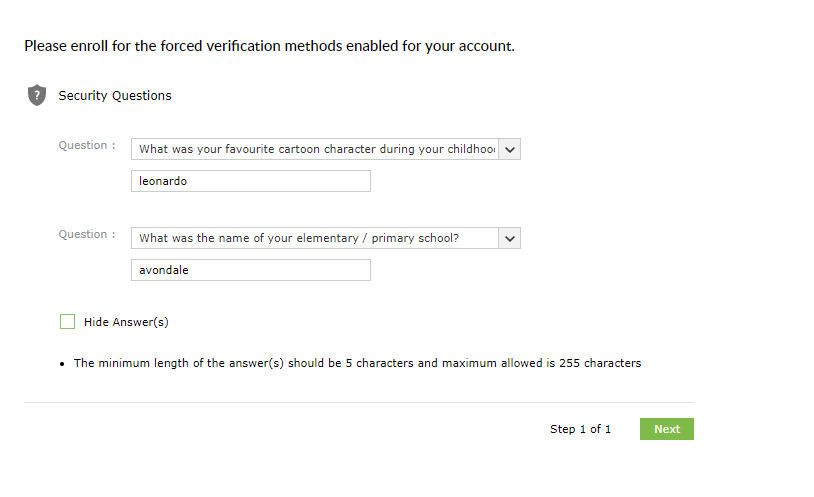 Please enroll for the forced verification methods enabled for your account.
? Security Questions
Question : What was your favourite cartoon character during your childhoo
leonardo
Question : What was the name of your elementary / primary school?
avondale
Hide Answer(s)
• The minimum length of the answer(s) should be 5 characters and maximum allowed is 255 characters
Step 1 of 1 Next